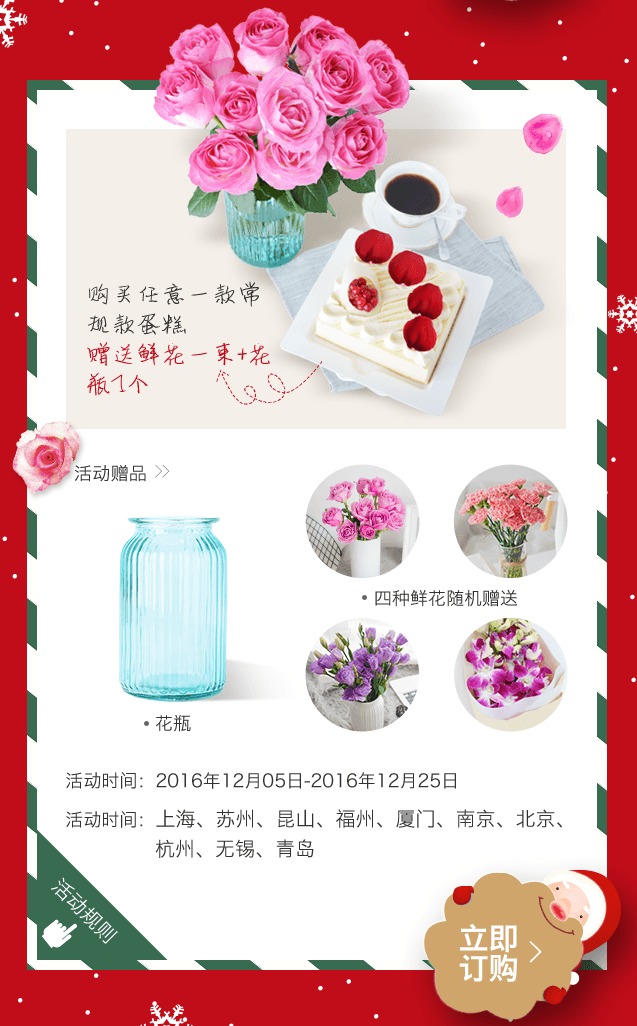 购买任意一款常
规款蛋糕
赠送鲜花一束+花
瓶1个
活动赠品 >>
• 四种鲜花随机赠送
• 花瓶
活动时间：2016年12月05日-2016年12月25日
活动时间：上海、苏州、昆山、福州、厦门、南京、北京、
杭州、无锡、青岛
活动规则
立即
订购 >